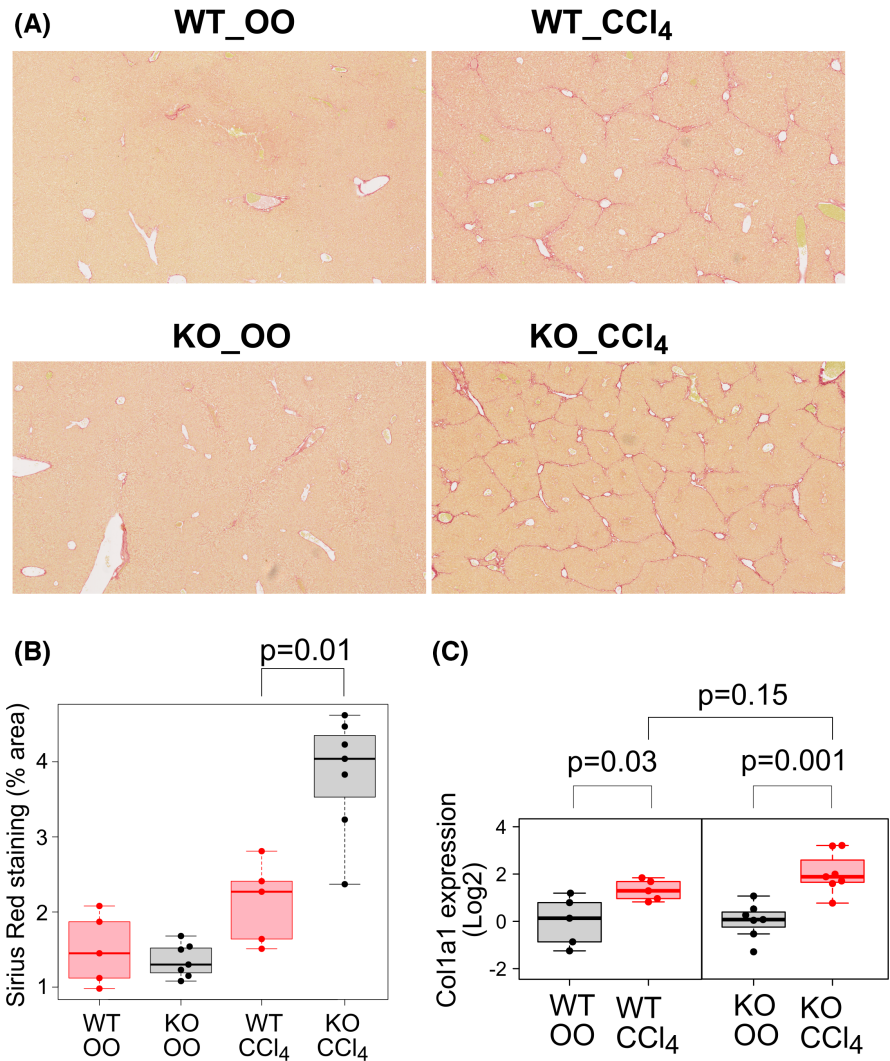 (A)
WT_OO
WT_CCl₄
KO_OO
KO_CCl₄
(B)
p=0.01
Sirius Red staining (% area)
4
3
2
1
WT
OO
KO
OO
WT
CCl₄
KO
CCl₄
(C)
p=0.15
p=0.03
p=0.001
Col1a1 expression
(Log2)
4
2
0
-2
WT
OO
WT
CCl₄
KO
OO
KO
CCl₄